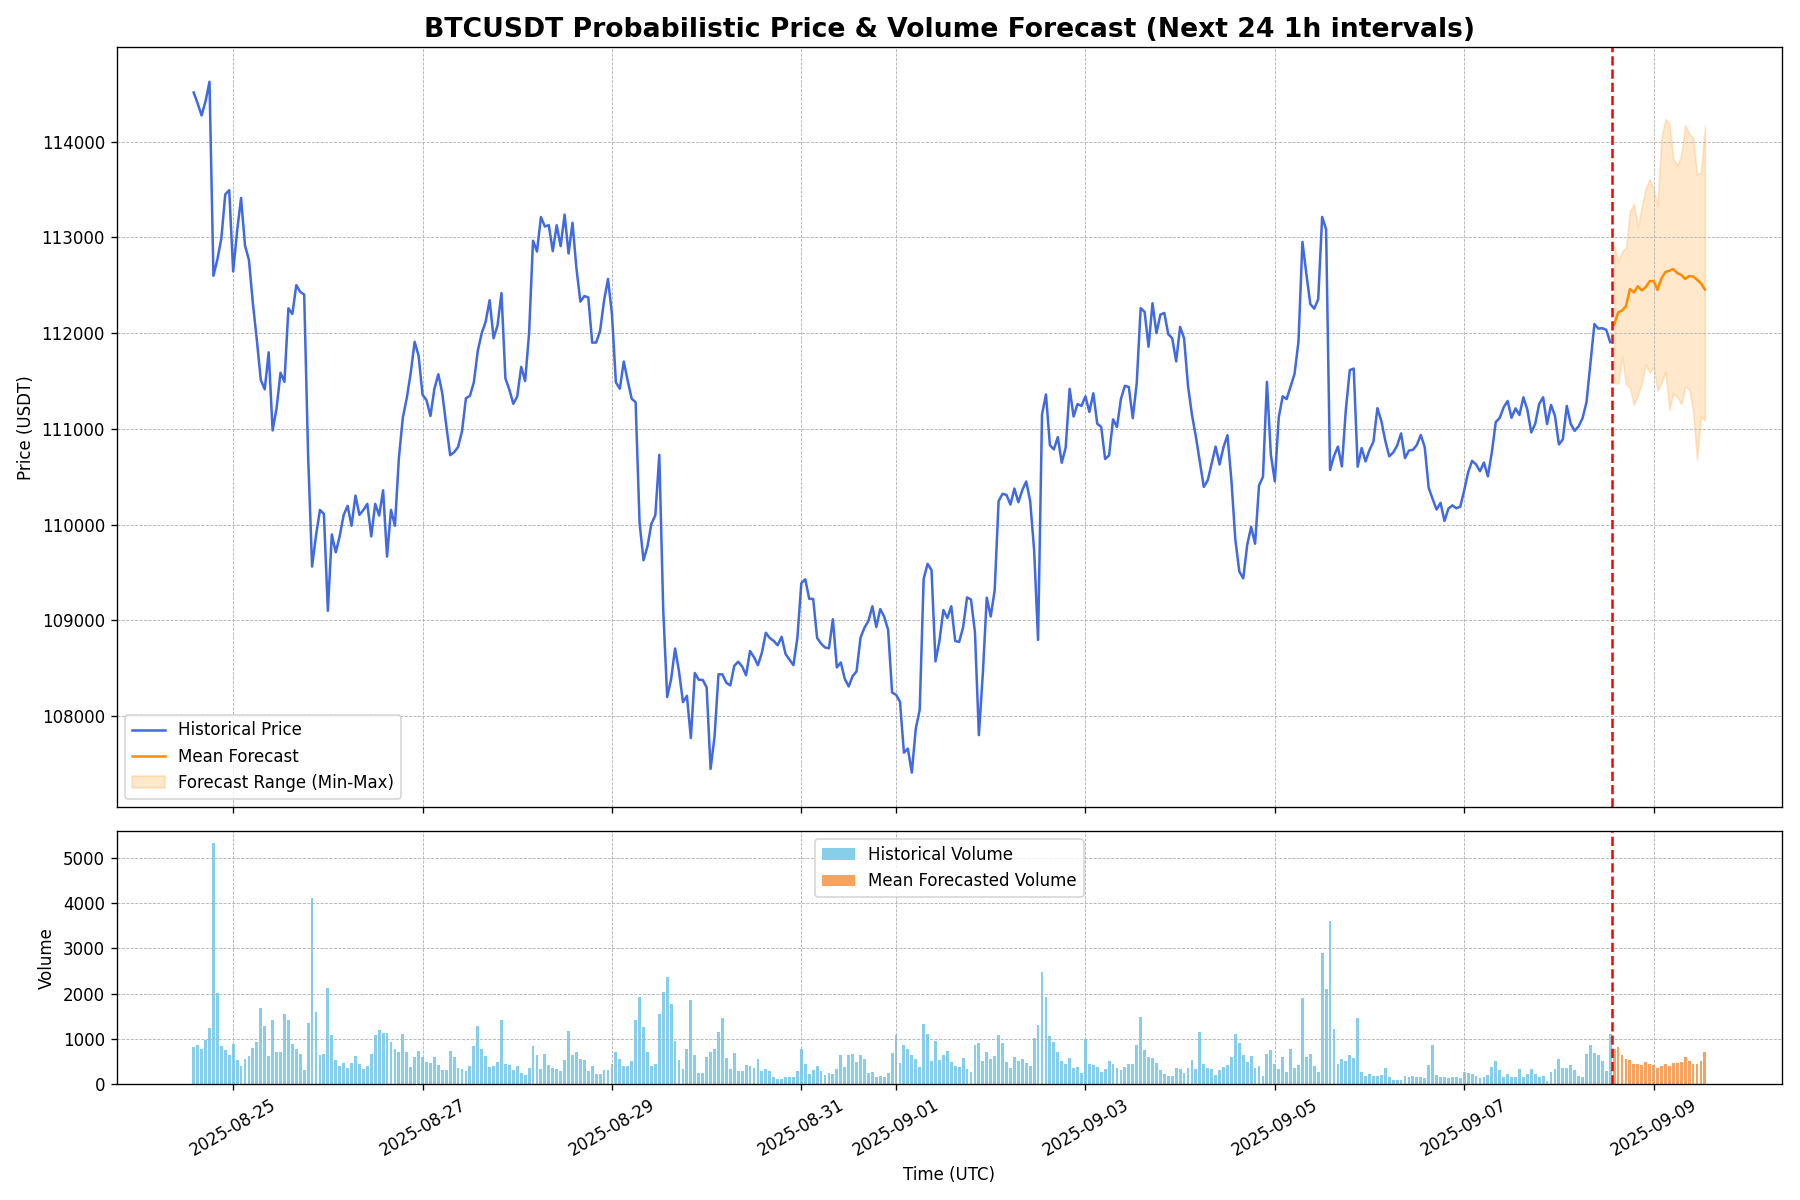 BTCUSDT Probabilistic Price & Volume Forecast (Next 24 1h intervals)
Price (USDT)
114000
113000
112000
111000
110000
109000
108000
Historical Price
Mean Forecast
Forecast Range (Min-Max)
Volume
5000
4000
3000
2000
1000
0
Historical Volume
Mean Forecasted Volume
2025-08-25
2025-08-27
2025-08-29
2025-08-31
2025-09-01
2025-09-03
2025-09-05
2025-09-07
2025-09-09
Time (UTC)